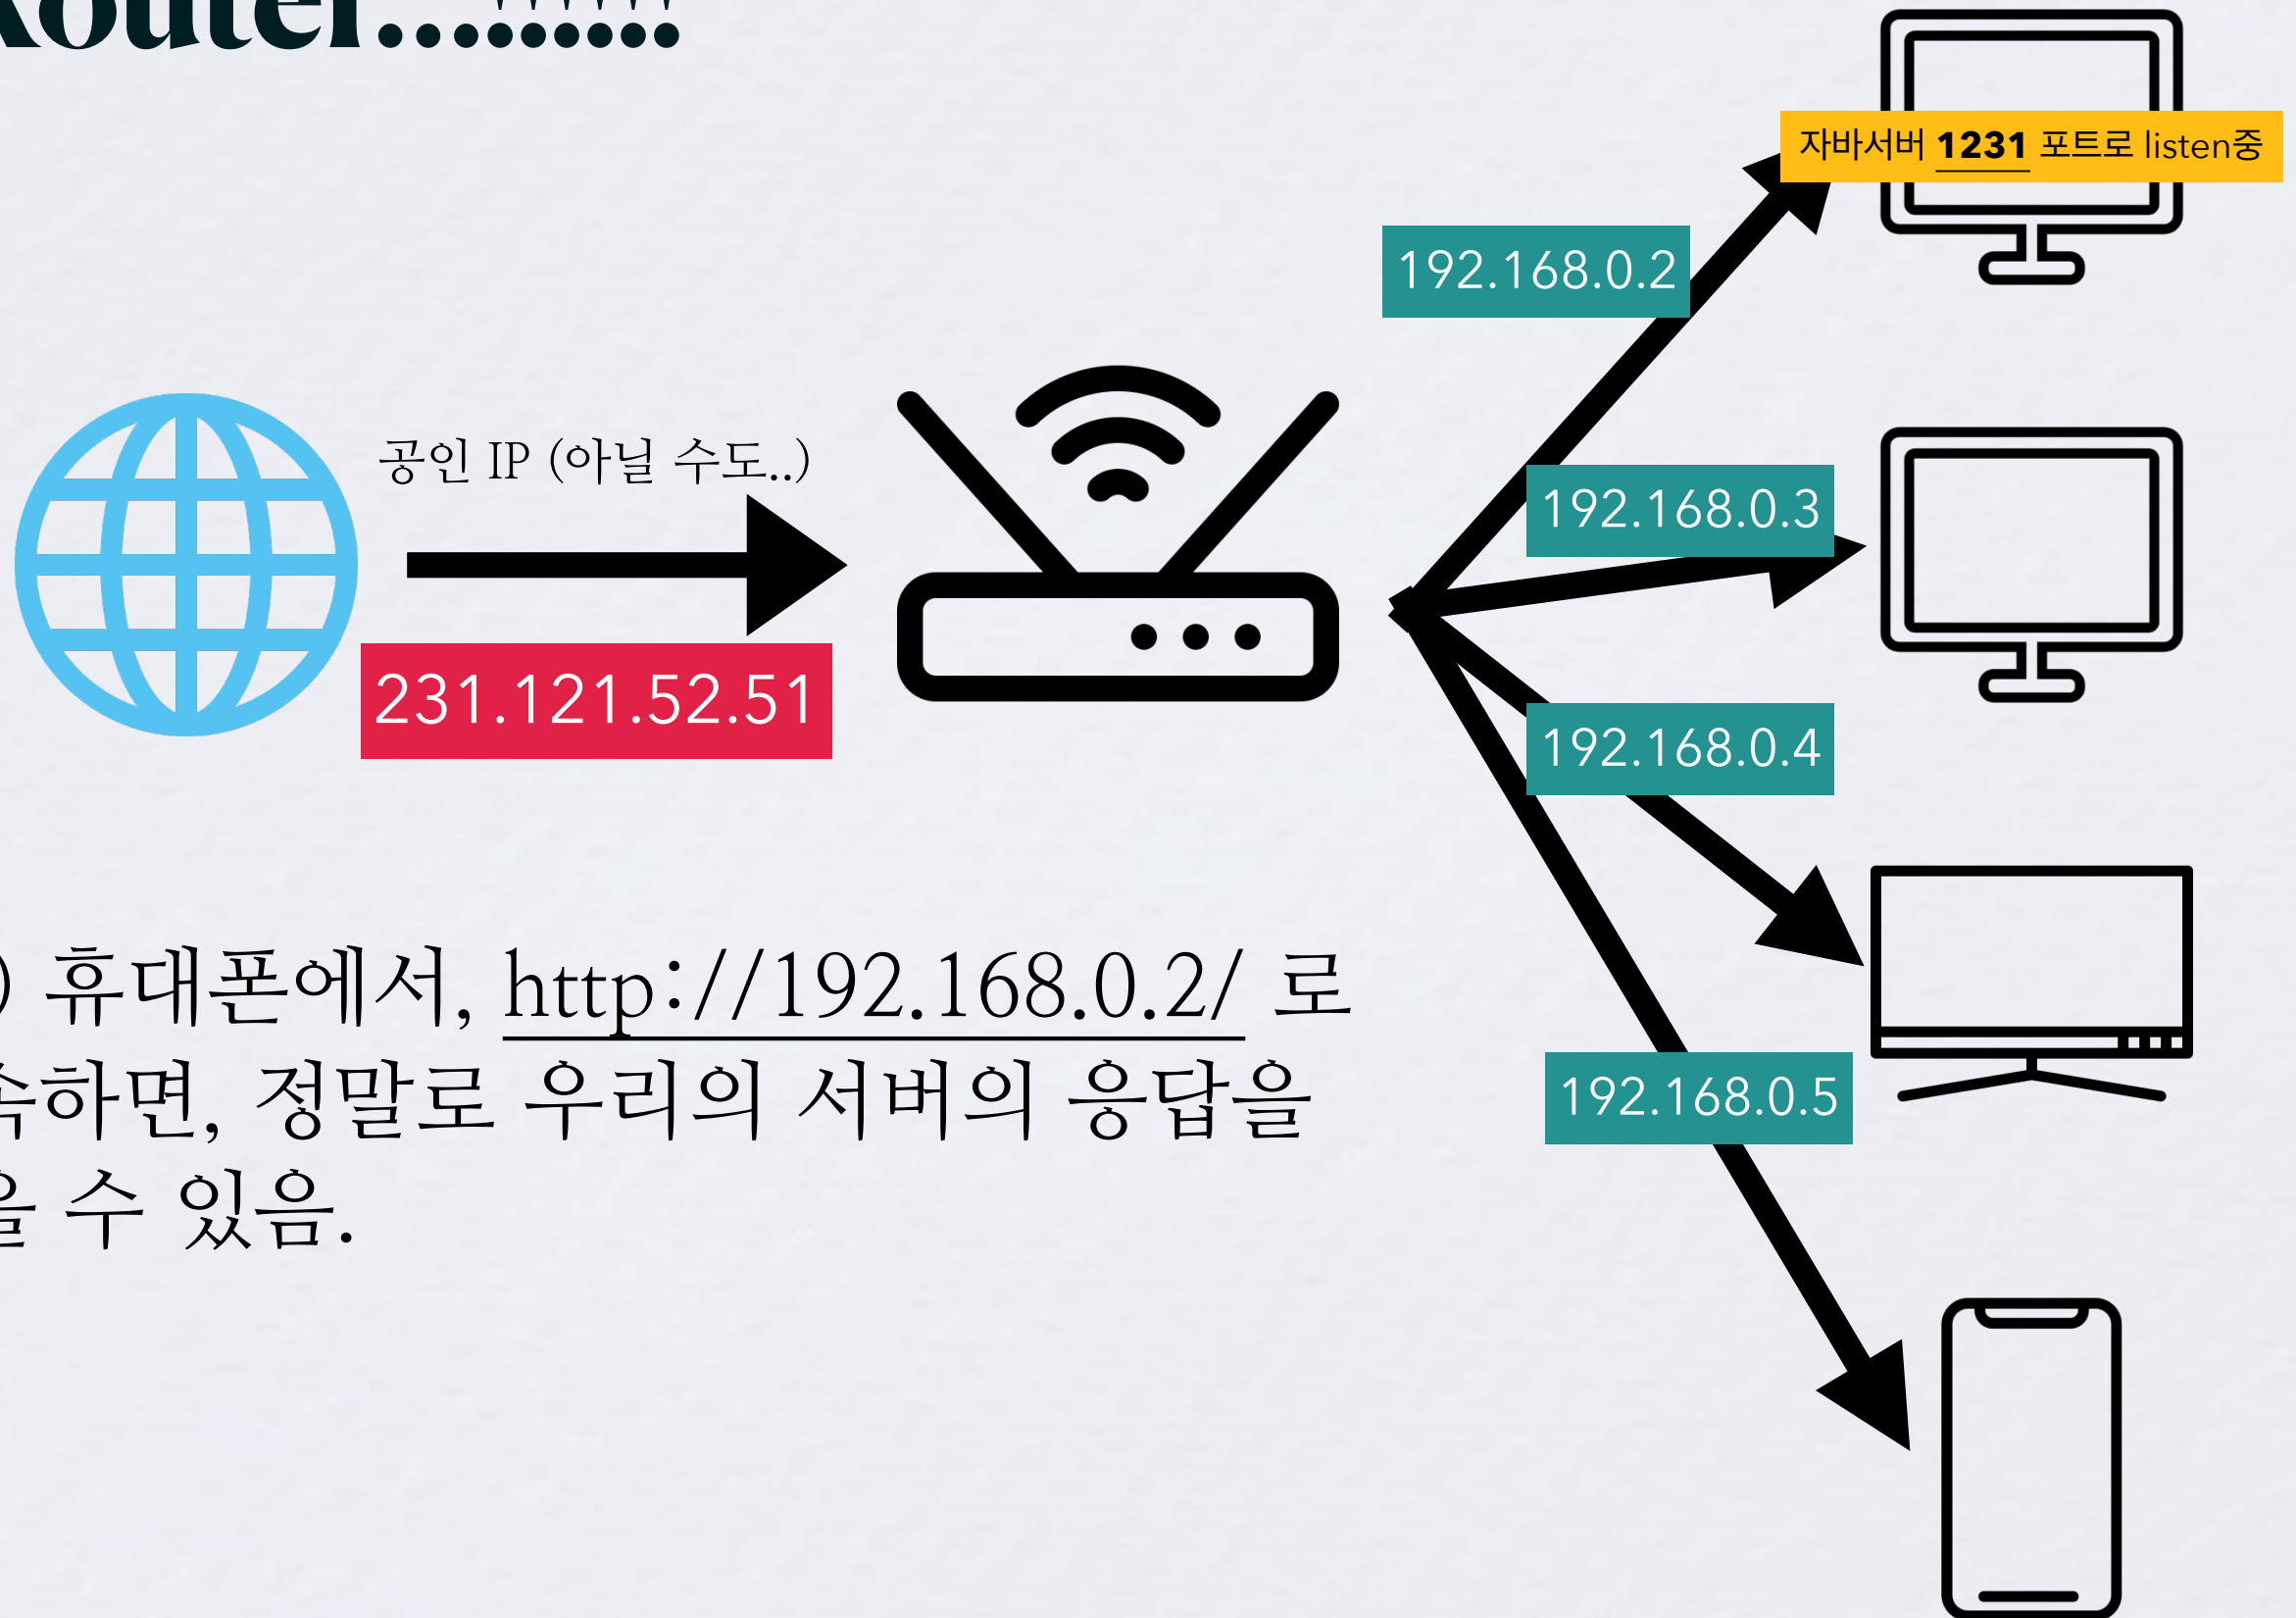 Router...
자바서버 1231 포트로 listen중
192.168.0.2
공인 IP (아닐 수도..)
192.168.0.3
231.121.52.51
192.168.0.4
) 휴대폰에서, http://192.168.0.2/ 로
속하면, 정말로 우리의 서버의 응답을
192.168.0.5
을 수 있음.